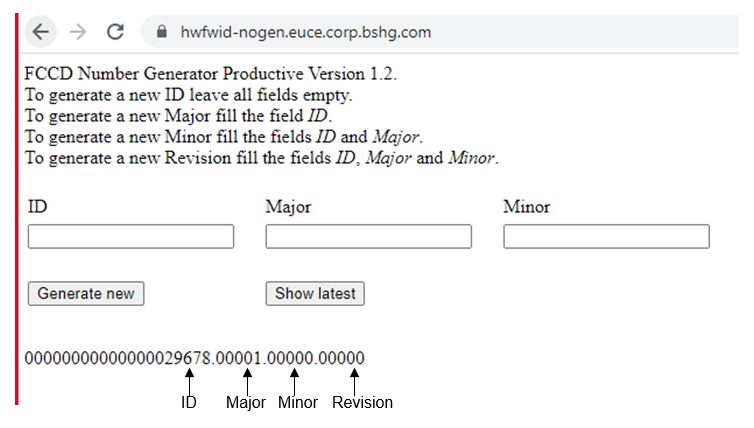 hwfwid-nogen.euce.corp.bshg.com
FCCD Number Generator Productive Version 1.2.
To generate a new ID leave all fields empty.
To generate a new Major fill the field ID.
To generate a new Minor fill the fields ID and Major.
To generate a new Revision fill the fields ID, Major and Minor.
ID Major Minor
Generate new Show latest
00000000000000029678.00001.00000.00000
ID Major Minor Revision